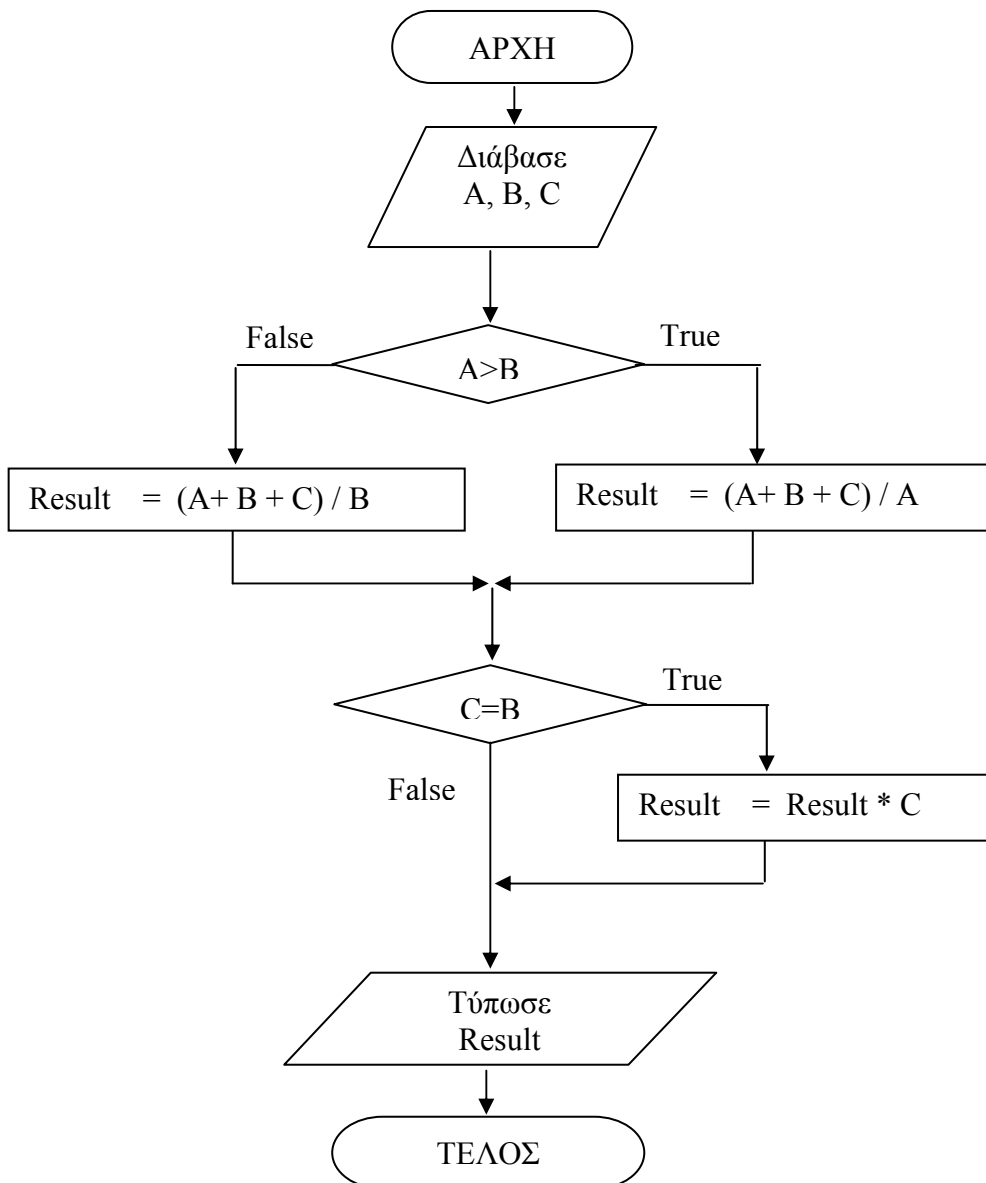 ΑΡΧΗ
Διάβασε
A, B, C
False
True
A>B
Result = (A+ B + C) / B
Result = (A+ B + C) / A
True
C=B
False
Result = Result * C
Τύπωσε
Result
ΤΕΛΟΣ